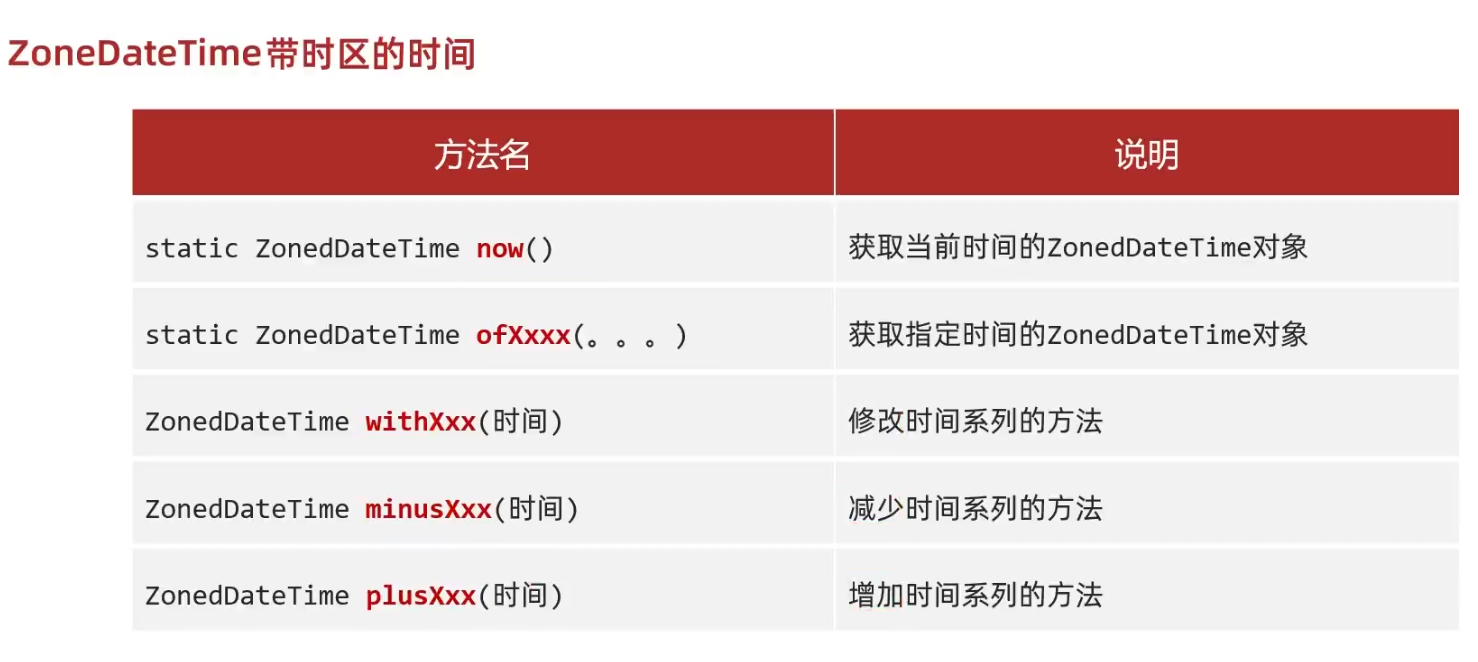 ZoneDateTime带时区的时间
方法名 说明
static ZonedDateTime now() 获取当前时间的ZonedDateTime对象
static ZonedDateTime ofXxxx(。。。) 获取指定时间的ZonedDateTime对象
ZonedDateTime withXxx(时间) 修改时间系列的方法
ZonedDateTime minusXxx(时间) 减少时间系列的方法
ZonedDateTime plusXxx(时间) 增加时间系列的方法